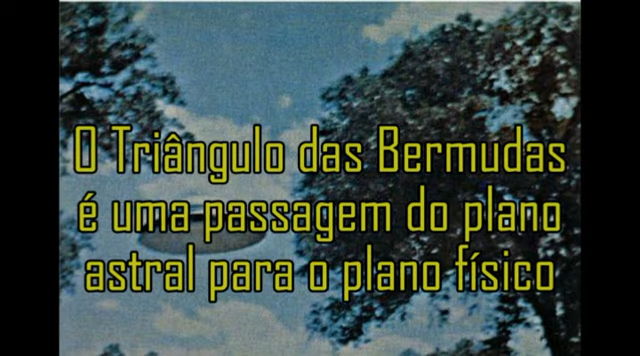 O Triângulo das Bermudas
é uma passagem do plano
astral para o plano físico